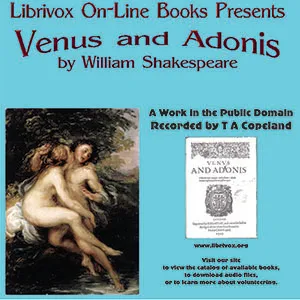 Librivox On-Line Books Presents
Venus and Adonis
by William Shakespeare
A Work in the Public Domain
Recorded by T A Copeland
VENVS
AND ADONIS
www.librivox.org
Visit our site
to view the catalog of available books,
to download audio files,
or to learn more about volunteering.